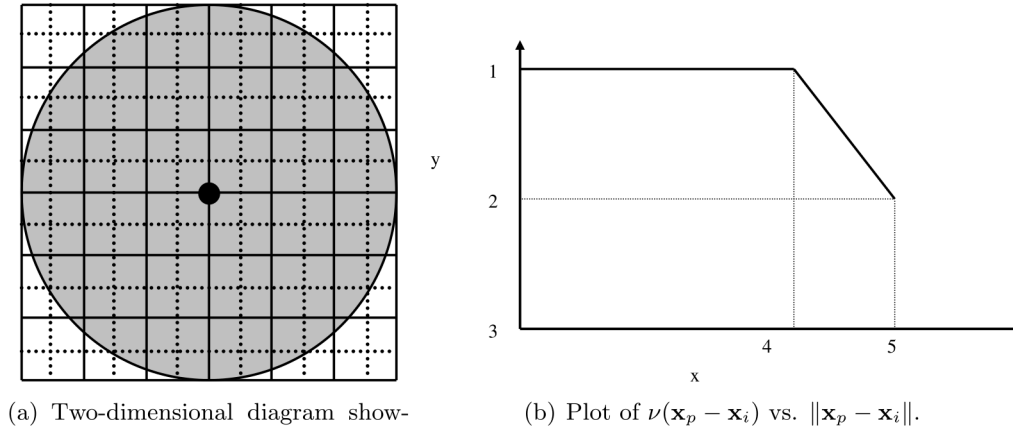 y
1
2
3
4 5
x
(a) Two-dimensional diagram show-
(b) Plot of ν(𝐱ₚ − 𝐱ᵢ) vs. ‖𝐱ₚ − 𝐱ᵢ‖.